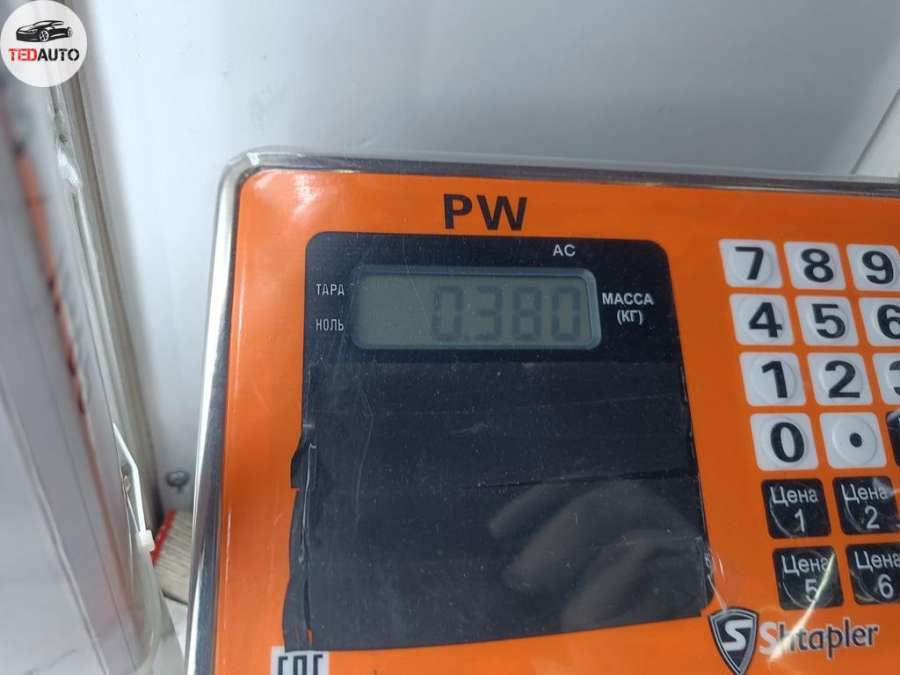 TEDAUTO
PW
AC
ТАРА
НОЛЬ
0.380
МАССА
(КГ)
7 8 9
4 5 6
1 2
0 .
Цена 1
Цена 2
Цена 5
Цена 6
S Shtapler